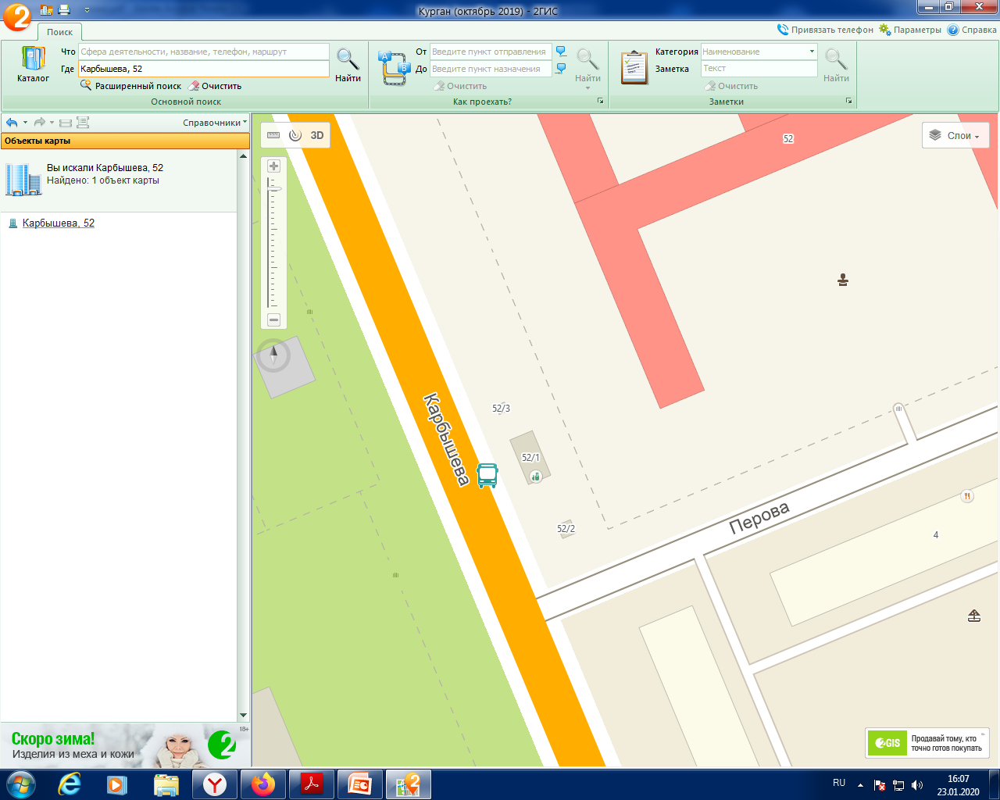 Курган (октябрь 2019) - 2ГИС
Поиск
Привязать телефон
Параметры
Справка
Каталог
Что
Сфера деятельности, название, телефон, маршрут
Где
Карбышева, 52
Расширенный поиск
Очистить
Найти
Основной поиск
A
B
От
Введите пункт отправления
До
Введите пункт назначения
Очистить
Найти
Как проехать?
Категория
Наименование
Заметка
Текст
Очистить
Найти
Заметки
Справочники
Объекты карты
Вы искали Карбышева, 52
Найдено: 1 объект карты
Карбышева, 52
3D
Слои
52
52/3
52/1
52/2
Карбышева
Перова
4
Скоро зима!
Изделия из меха и кожи
18+
2
2GIS
Продавай тому, кто
точно готов покупать
RU
16:07
23.01.2020